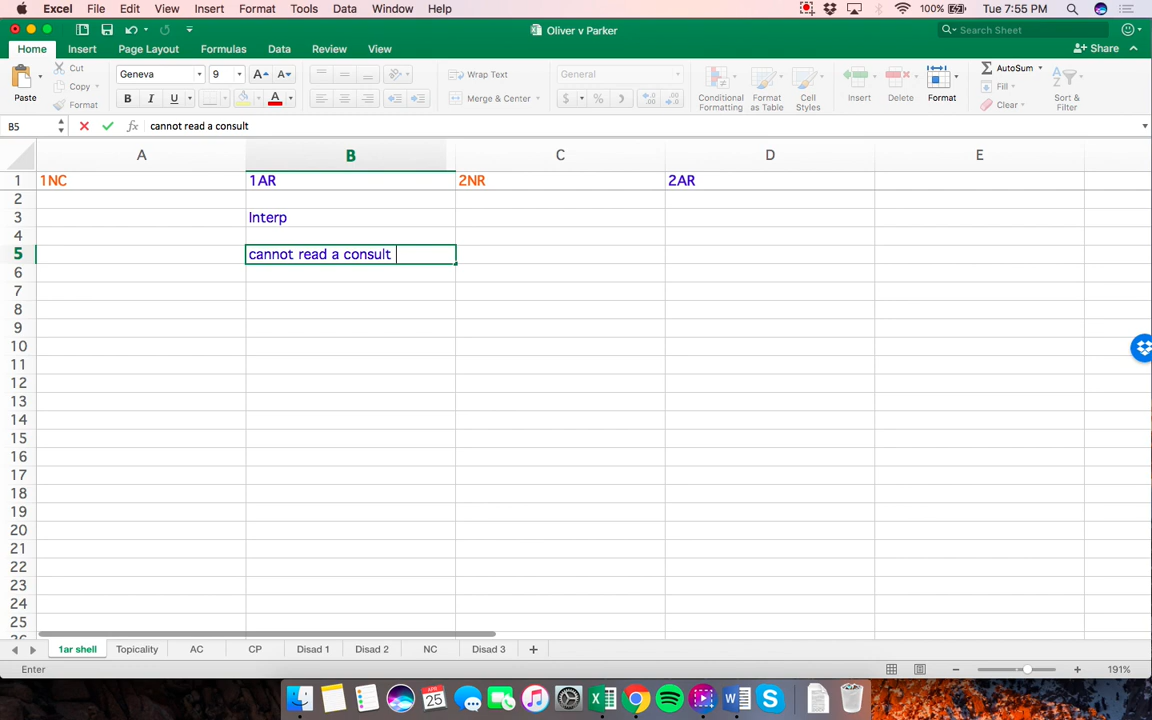 Excel File Edit View Insert Format Tools Data Window Help 100% Tue 7:55 PM
Oliver v Parker
Search Sheet
Home Insert Page Layout Formulas Data Review View
Share
Paste
Cut
Copy
Format
Geneva 9
B I U
Wrap Text
Merge & Center
General
$ % )
Conditional Formatting
Format as Table
Cell Styles
Insert
Delete
Format
AutoSum
Fill
Clear
Sort & Filter
B5 fx cannot read a consult
A B C D E
1 1NC 1AR 2NR 2AR
2
3 Interp
4
5 cannot read a consult
6
7
8
9
10
11
12
13
14
15
16
17
18
19
20
21
22
23
24
25
1ar shell Topicality AC CP Disad 1 Disad 2 NC Disad 3 +
Enter
191%
APR
25